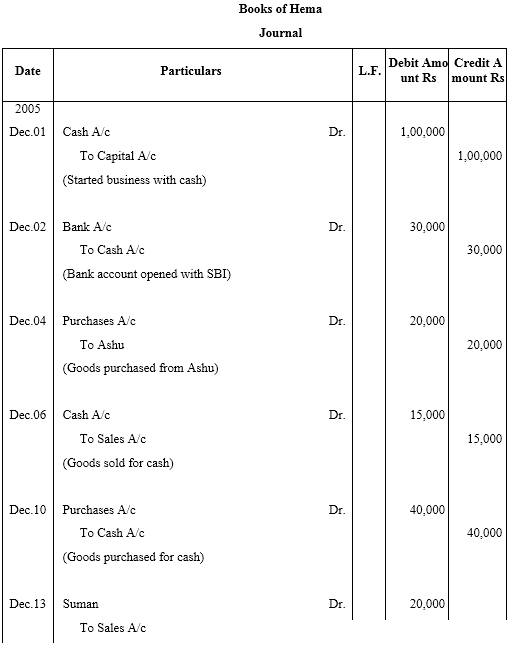 Books of Hema
Journal
Date Particulars L.F. Debit Amo unt Rs Credit A mount Rs
2005
Dec.01 Cash A/c Dr. 1,00,000
To Capital A/c 1,00,000
(Started business with cash)
Dec.02 Bank A/c Dr. 30,000
To Cash A/c 30,000
(Bank account opened with SBI)
Dec.04 Purchases A/c Dr. 20,000
To Ashu 20,000
(Goods purchased from Ashu)
Dec.06 Cash A/c Dr. 15,000
To Sales A/c 15,000
(Goods sold for cash)
Dec.10 Purchases A/c Dr. 40,000
To Cash A/c 40,000
(Goods purchased for cash)
Dec.13 Suman Dr. 20,000
To Sales A/c